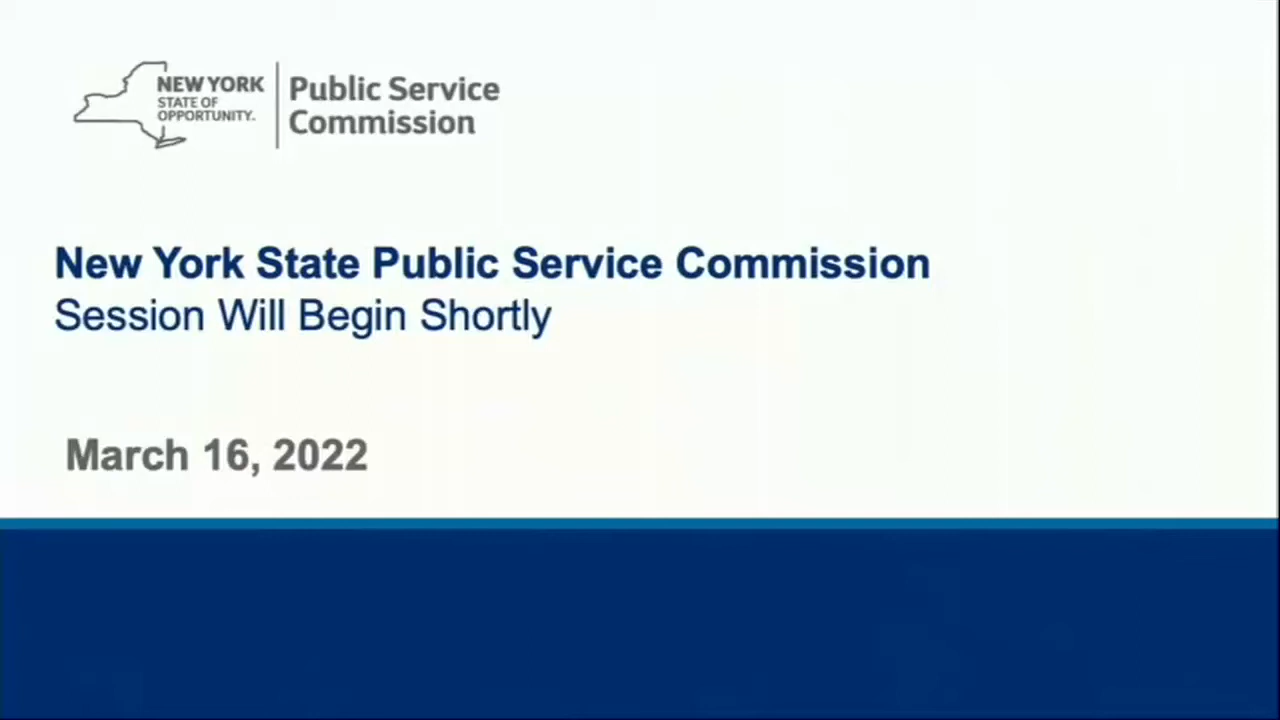 NEW YORK
STATE OF
OPPORTUNITY.
Public Service
Commission
New York State Public Service Commission
Session Will Begin Shortly
March 16, 2022